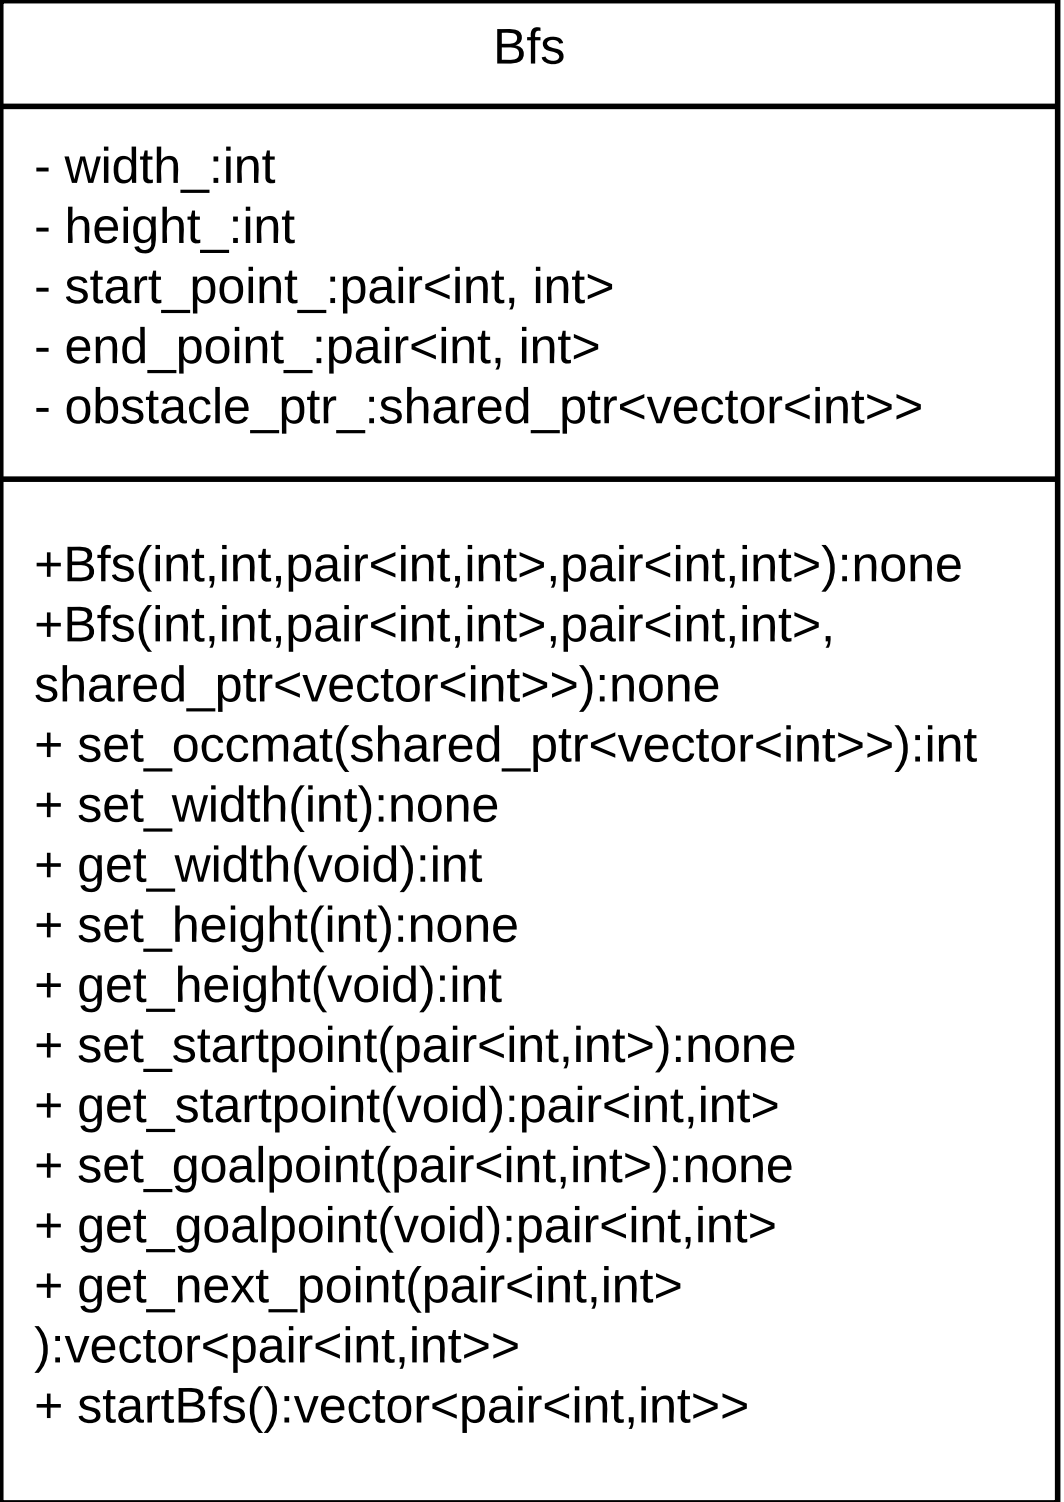 Bfs
- width_:int
- height_:int
- start_point_:pair<int, int>
- end_point_:pair<int, int>
- obstacle_ptr_:shared_ptr<vector<int>>
+Bfs(int,int,pair<int,int>,pair<int,int>):none
+Bfs(int,int,pair<int,int>,pair<int,int>,
shared_ptr<vector<int>>):none
+ set_occmat(shared_ptr<vector<int>>):int
+ set_width(int):none
+ get_width(void):int
+ set_height(int):none
+ get_height(void):int
+ set_startpoint(pair<int,int>):none
+ get_startpoint(void):pair<int,int>
+ set_goalpoint(pair<int,int>):none
+ get_goalpoint(void):pair<int,int>
+ get_next_point(pair<int,int>
):vector<pair<int,int>>
+ startBfs():vector<pair<int,int>>